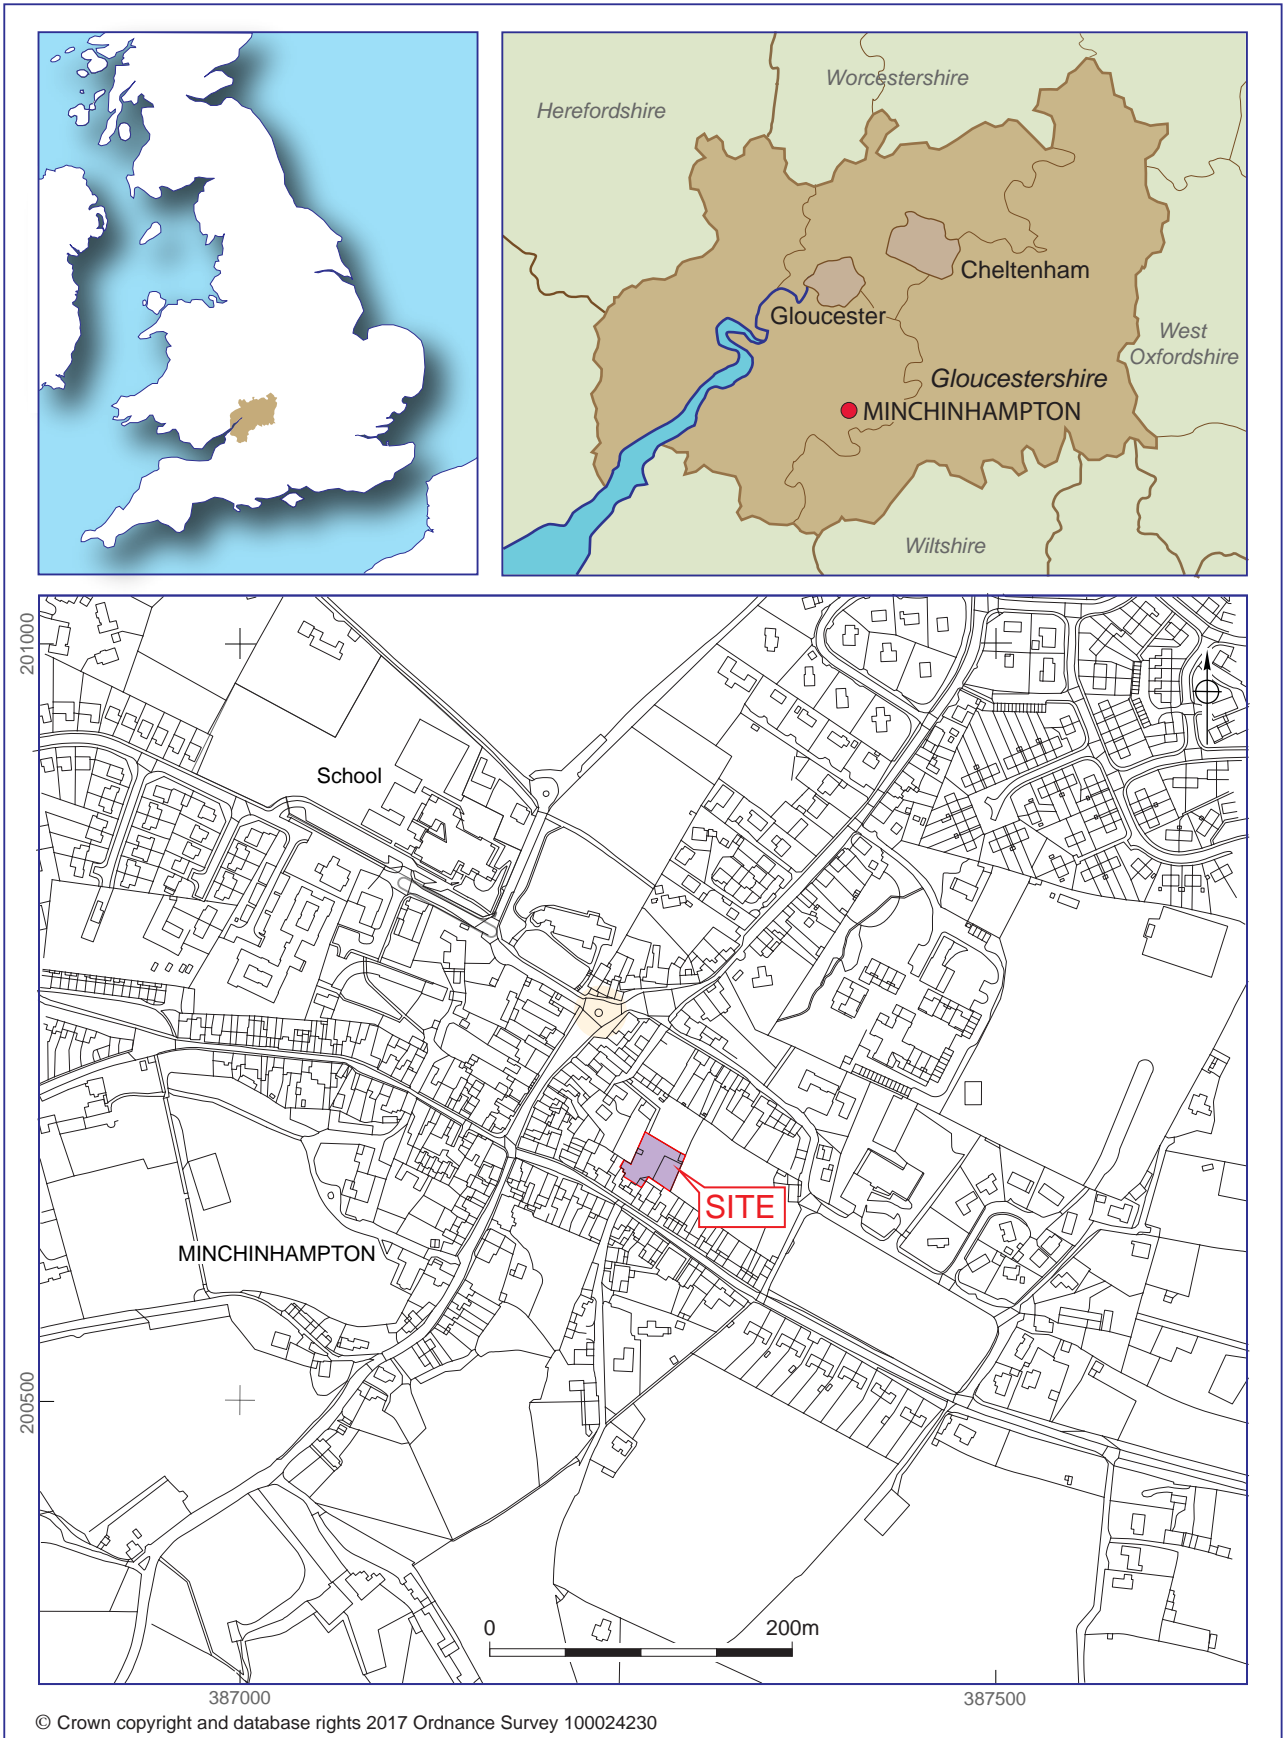 Worcestershire
Herefordshire
Cheltenham
Gloucester
West
Oxfordshire
Gloucestershire
MINCHINHAMPTON
Wiltshire
201000
School
SITE
MINCHINHAMPTON
200500
0 200m
387000 387500
© Crown copyright and database rights 2017 Ordnance Survey 100024230